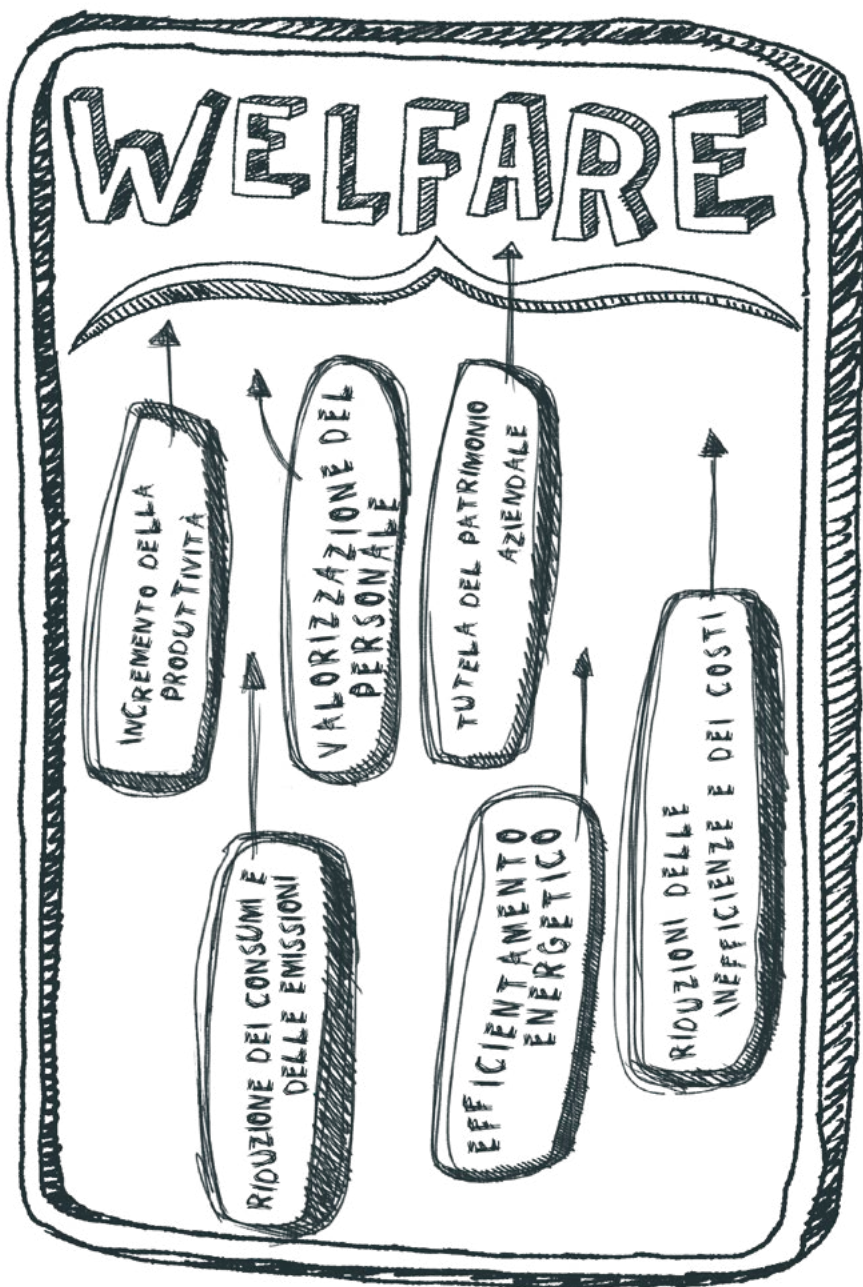 WELFARE
INCREMENTO DELLA
PRODUTTIVITÀ
VALORIZZAZIONE DEL
PERSONALE
TUTELA DEL PATRIMONIO
AZIENDALE
RIDUZIONE DEI CONSUMI E
DELLE EMISSIONI
EFFICIENTAMENTO
ENERGETICO
RIDUZIONI DELLE
INEFFICIENZE E DEI COSTI